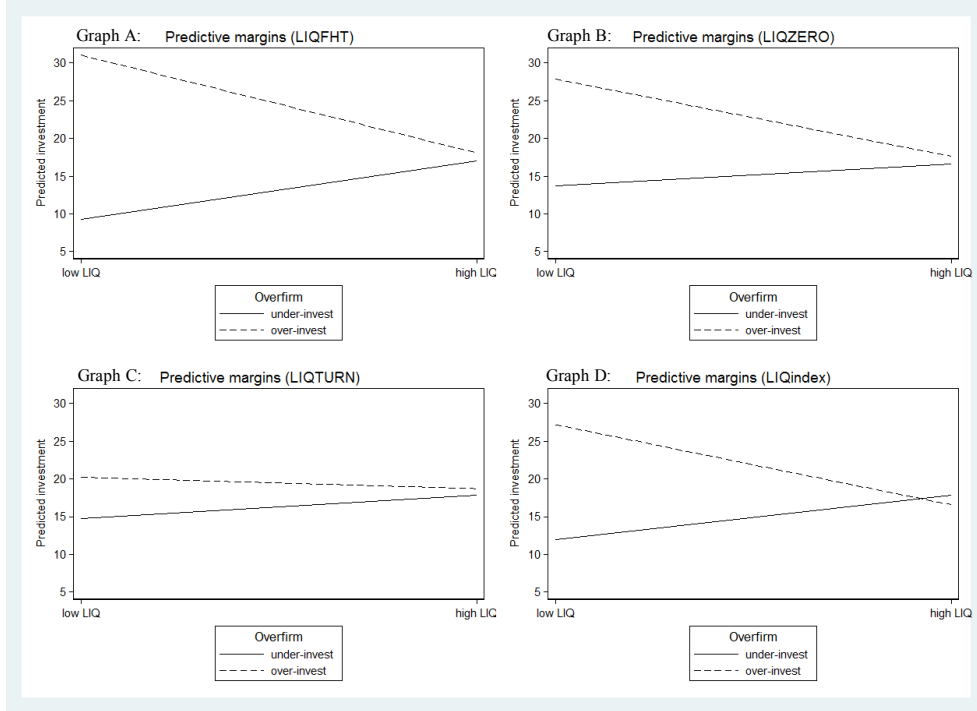 Graph A: Predictive margins (LIQFHT)
30
25
20
15
10
5
Predicted investment
low LIQ high LIQ
Overfirm
under-invest
over-invest
Graph B: Predictive margins (LIQZERO)
30
25
20
15
10
5
Predicted investment
low LIQ high LIQ
Overfirm
under-invest
over-invest
Graph C: Predictive margins (LIQTURN)
30
25
20
15
10
5
Predicted investment
low LIQ high LIQ
Overfirm
under-invest
over-invest
Graph D: Predictive margins (LIQindex)
30
25
20
15
10
5
Predicted investment
low LIQ high LIQ
Overfirm
under-invest
over-invest